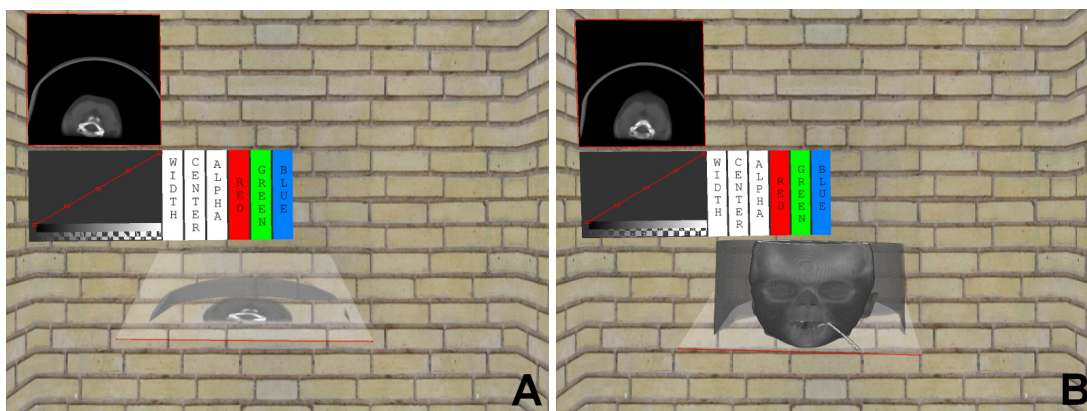 WIDTH
CENTER
ALPHA
RED
GREEN
BLUE
A
WIDTH
CENTER
ALPHA
RED
GREEN
BLUE
B